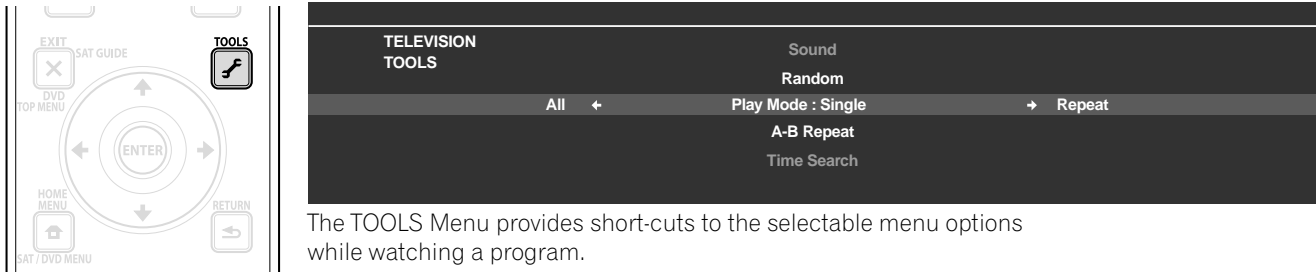 EXIT
SAT GUIDE
TOOLS
DVD
TOP MENU
ENTER
HOME
MENU
RETURN
SAT / DVD MENU
TELEVISION
TOOLS
Sound
Random
All
Play Mode : Single
Repeat
A-B Repeat
Time Search
The TOOLS Menu provides short-cuts to the selectable menu options
while watching a program.